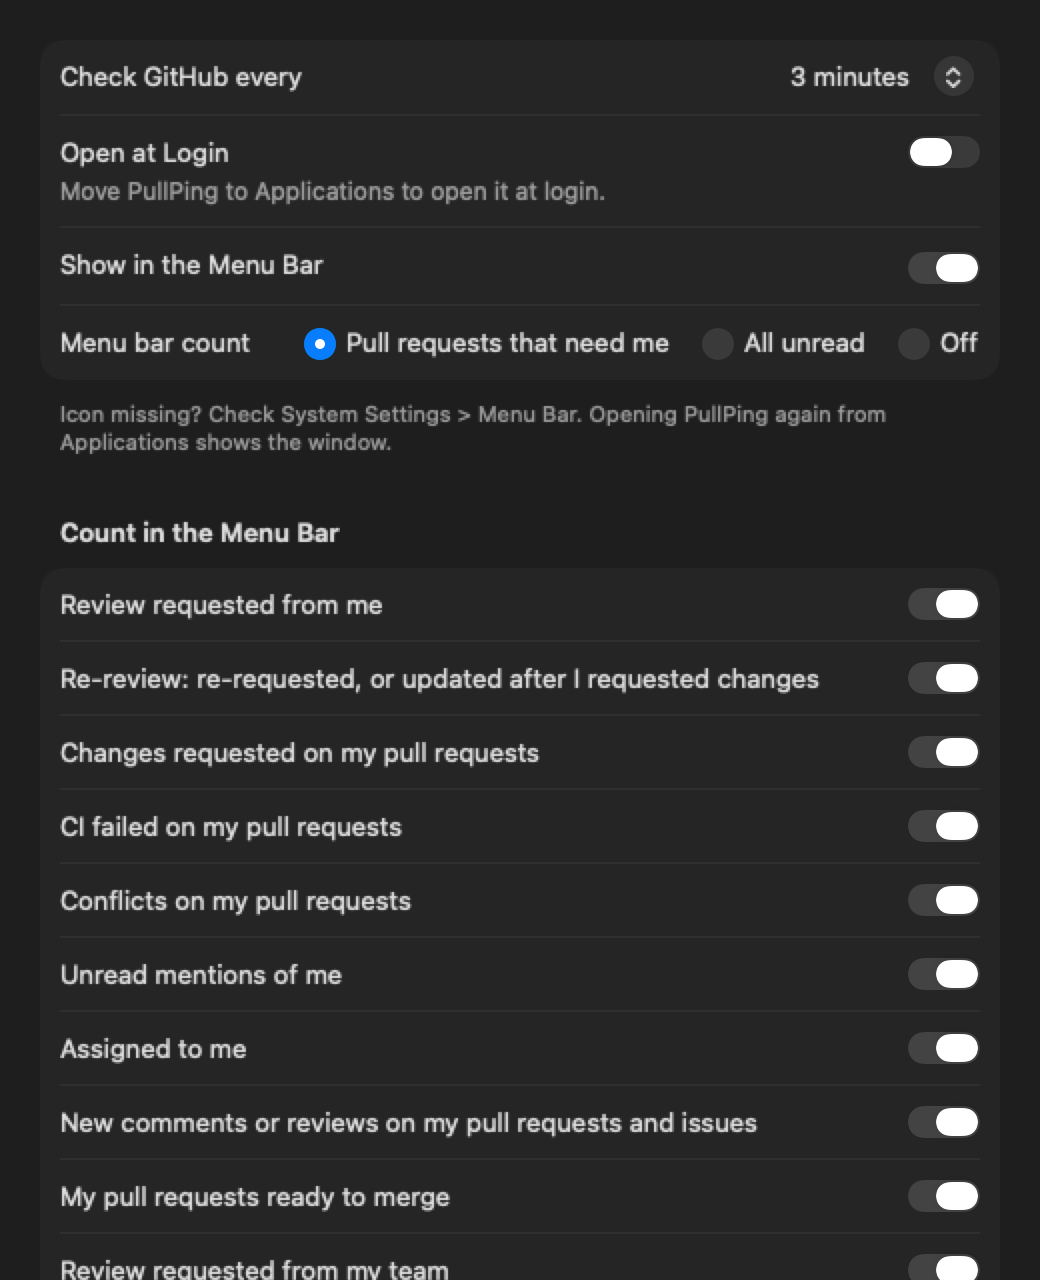 Check GitHub every
3 minutes
Open at Login
Move PullPing to Applications to open it at login.
Show in the Menu Bar
Menu bar count
Pull requests that need me
All unread
Off
Icon missing? Check System Settings > Menu Bar. Opening PullPing again from
Applications shows the window.
Count in the Menu Bar
Review requested from me
Re-review: re-requested, or updated after I requested changes
Changes requested on my pull requests
CI failed on my pull requests
Conflicts on my pull requests
Unread mentions of me
Assigned to me
New comments or reviews on my pull requests and issues
My pull requests ready to merge
Review requested from my team